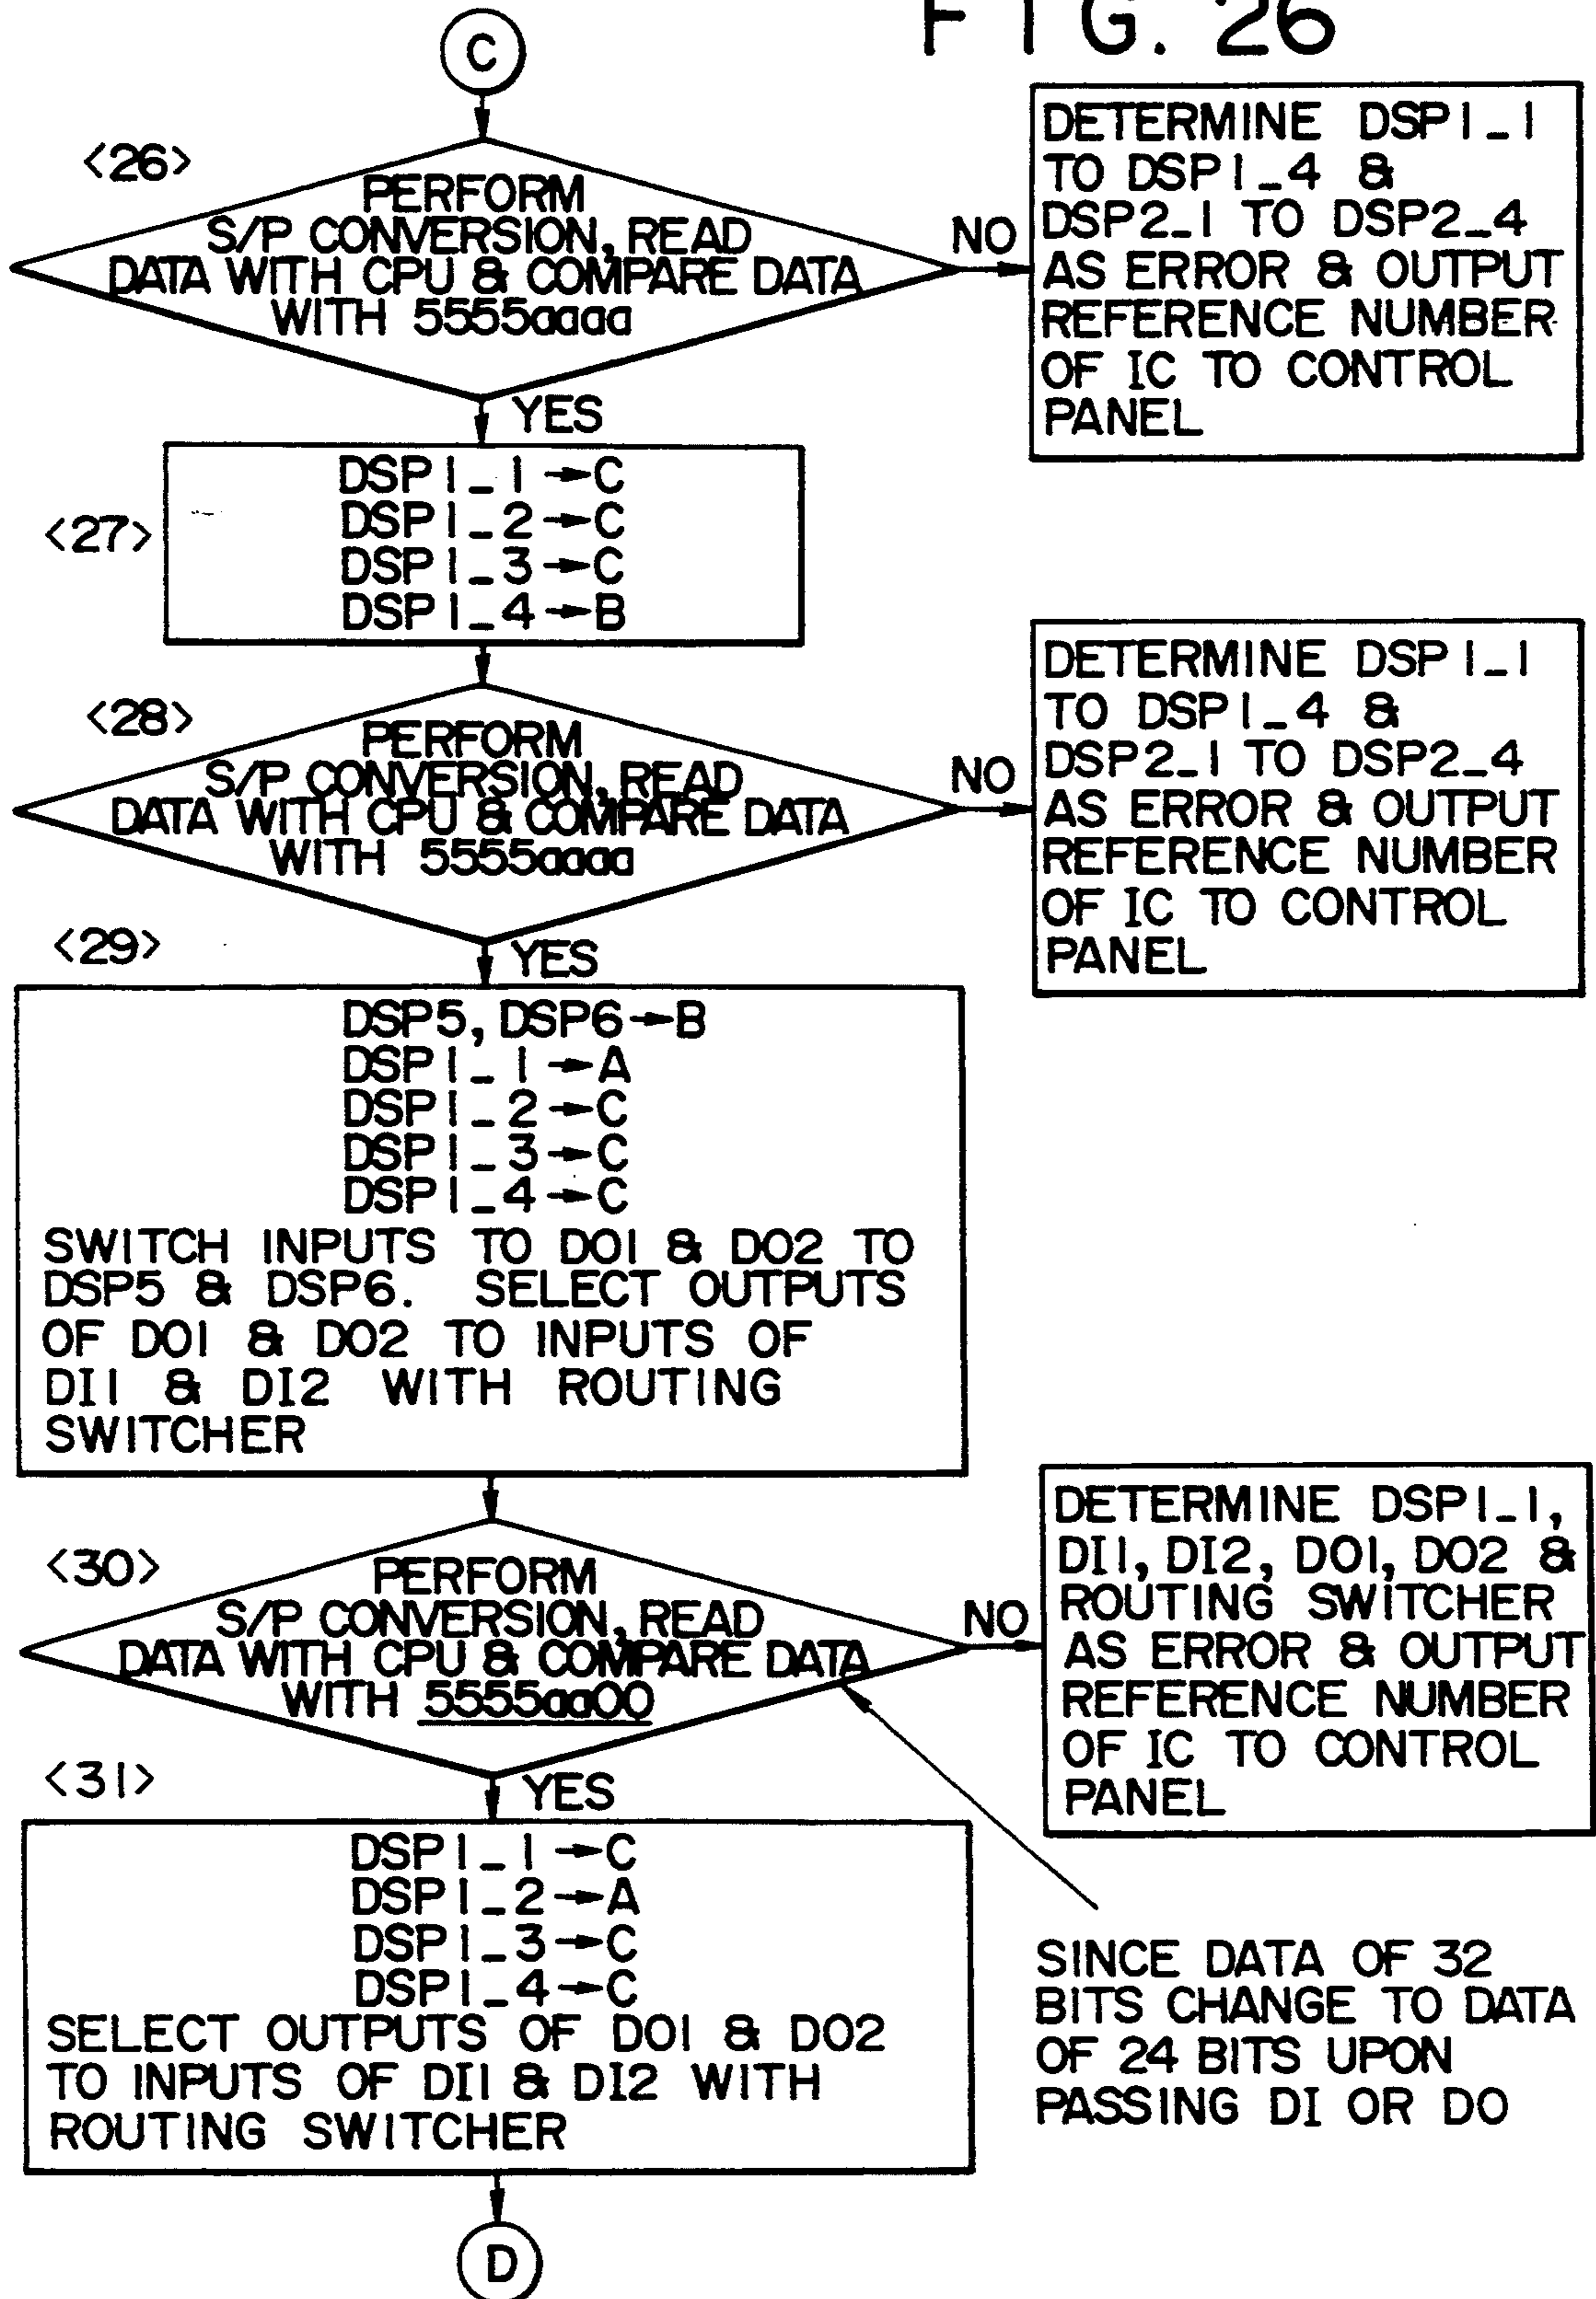 FIG. 26
C
<26>
PERFORM
S/P CONVERSION, READ
DATA WITH CPU & COMPARE DATA
WITH 5555aaaa
NO
DETERMINE DSP1_1
TO DSP1_4 &
DSP2_1 TO DSP2_4
AS ERROR & OUTPUT
REFERENCE NUMBER
OF IC TO CONTROL
PANEL
YES
<27>
DSP1_1→C
DSP1_2→C
DSP1_3→C
DSP1_4→B
<28>
PERFORM
S/P CONVERSION, READ
DATA WITH CPU & COMPARE DATA
WITH 5555aaaa
NO
DETERMINE DSP1_1
TO DSP1_4 &
DSP2_1 TO DSP2_4
AS ERROR & OUTPUT
REFERENCE NUMBER
OF IC TO CONTROL
PANEL
YES
<29>
DSP5, DSP6→B
DSP1_1→A
DSP1_2→C
DSP1_3→C
DSP1_4→C
SWITCH INPUTS TO DO1 & DO2 TO
DSP5 & DSP6. SELECT OUTPUTS
OF DO1 & DO2 TO INPUTS OF
DI1 & DI2 WITH ROUTING
SWITCHER
<30>
PERFORM
S/P CONVERSION, READ
DATA WITH CPU & COMPARE DATA
WITH 5555aa00
NO
DETERMINE DSP1_1,
DI1, DI2, DO1, DO2 &
ROUTING SWITCHER
AS ERROR & OUTPUT
REFERENCE NUMBER
OF IC TO CONTROL
PANEL
YES
<31>
DSP1_1→C
DSP1_2→A
DSP1_3→C
DSP1_4→C
SELECT OUTPUTS OF DO1 & DO2
TO INPUTS OF DI1 & DI2 WITH
ROUTING SWITCHER
SINCE DATA OF 32
BITS CHANGE TO DATA
OF 24 BITS UPON
PASSING DI OR DO
D